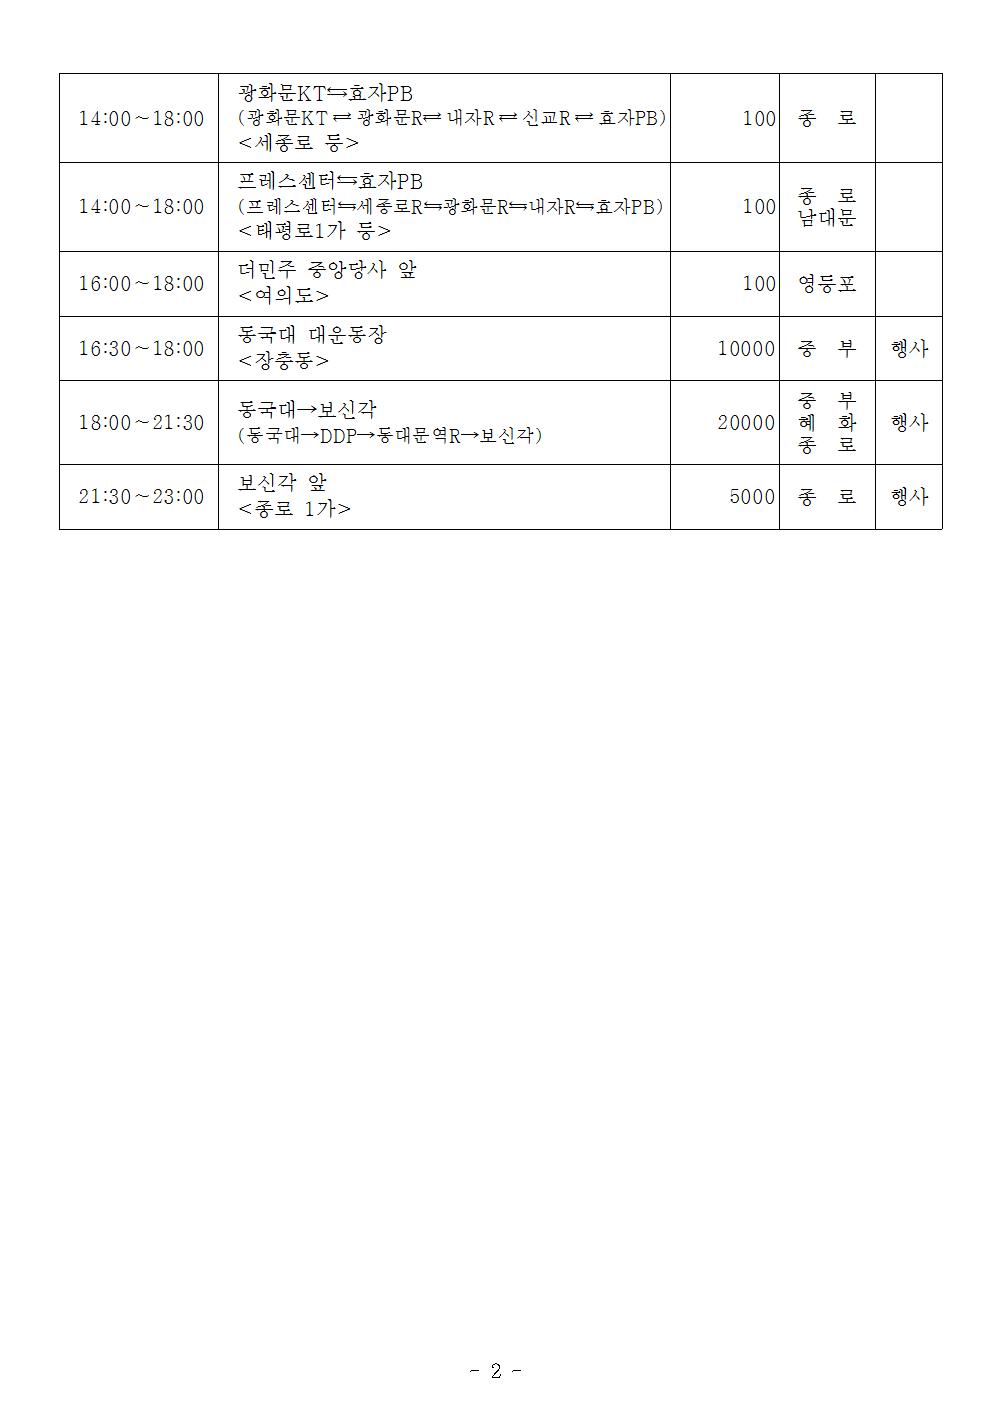 14:00～18:00
광화문KT⇆효자PB
(광화문KT ⇄ 광화문R⇄ 내자R ⇄ 신교R ⇄ 효자PB)
<세종로 등>
100
종 로
14:00～18:00
프레스센터⇆효자PB
(프레스센터⇆세종로R⇆광화문R⇆내자R⇆효자PB)
<태평로1가 등>
100
종 로
남대문
16:00～18:00
더민주 중앙당사 앞
<여의도>
100
영등포
16:30～18:00
동국대 대운동장
<장충동>
10000
중 부
행사
18:00～21:30
동국대→보신각
(동국대→DDP→동대문역R→보신각)
20000
중 부
혜 화
종 로
행사
21:30～23:00
보신각 앞
<종로 1가>
5000
종 로
행사
- 2 -